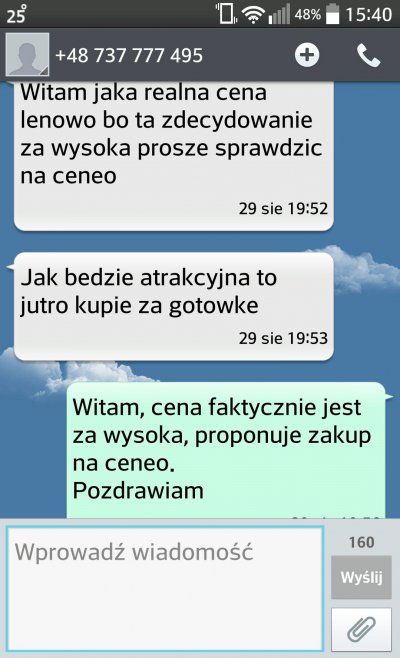 25°
48%
15:40
+48 737 777 495
Witam jaka realna cena
lenowo bo ta zdecydowanie
za wysoka prosze sprawdzic
na ceneo
29 sie 19:52
Jak bedzie atrakcyjna to
jutro kupie za gotowke
29 sie 19:53
Witam, cena faktycznie jest
za wysoka, proponuje zakup
na ceneo.
Pozdrawiam
Wprowadź wiadomość
160
Wyślij